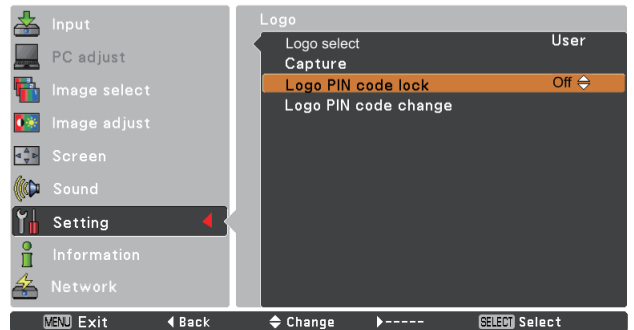 Input
PC adjust
Image select
Image adjust
Screen
Sound
Setting
Information
Network
Logo
Logo select User
Capture
Logo PIN code lock Off
Logo PIN code change
MENU Exit Back Change ----- SELECT Select